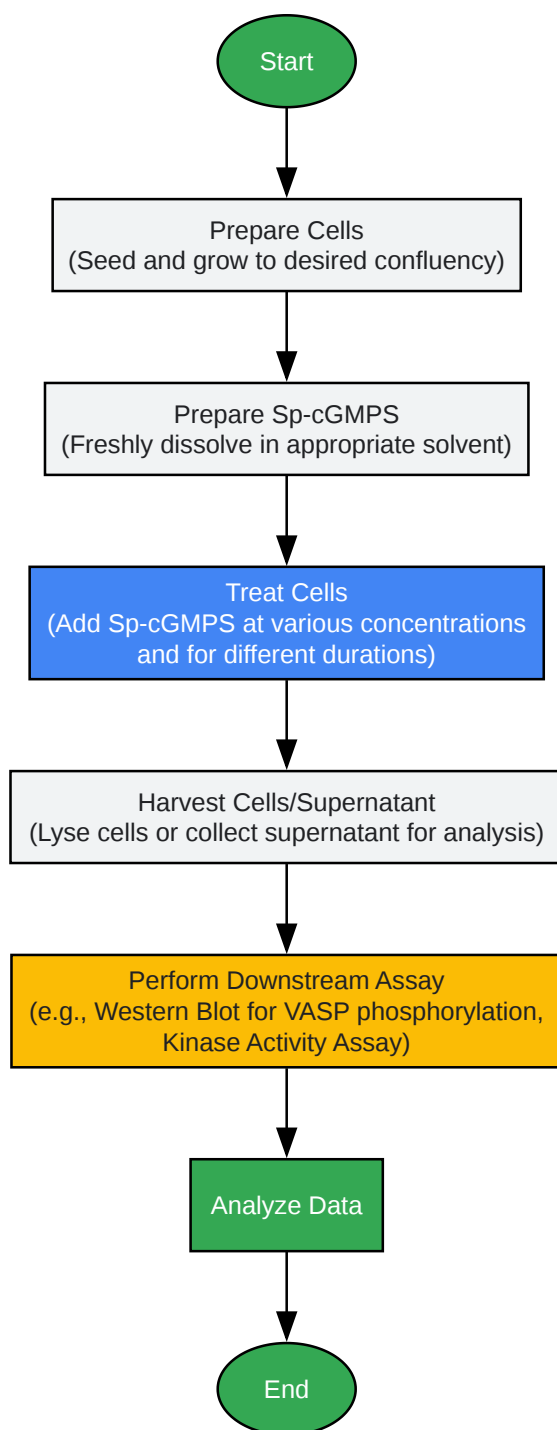 Start
Prepare Cells
(Seed and grow to desired confluency)
Prepare Sp-cGMPS
(Freshly dissolve in appropriate solvent)
Treat Cells
(Add Sp-cGMPS at various concentrations
and for different durations)
Harvest Cells/Supernatant
(Lyse cells or collect supernatant for analysis)
Perform Downstream Assay
(e.g., Western Blot for VASP phosphorylation,
Kinase Activity Assay)
Analyze Data
End